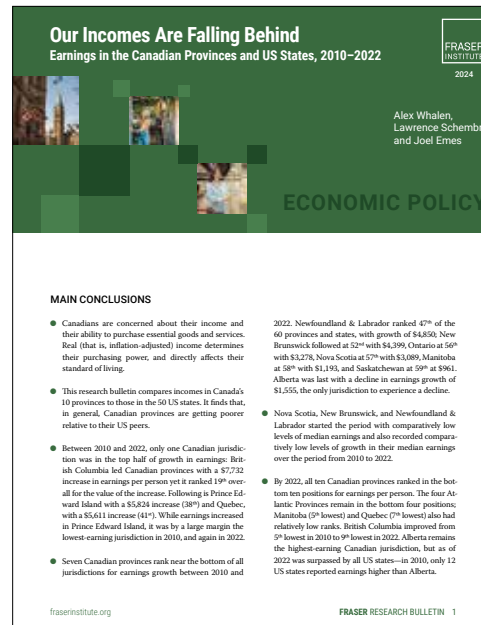 Our Incomes Are Falling Behind
Earnings in the Canadian Provinces and US States, 2010–2022
FRASER
INSTITUTE
2024
Alex Whalen,
Lawrence Schembr
and Joel Emes
ECONOMIC POLICY
MAIN CONCLUSIONS
● Canadians are concerned about their income and
their ability to purchase essential goods and services.
Real (that is, inflation-adjusted) income determines
their purchasing power, and directly affects their
standard of living.
● This research bulletin compares incomes in Canada's
10 provinces to those in the 50 US states. It finds that,
in general, Canadian provinces are getting poorer
relative to their US peers.
● Between 2010 and 2022, only one Canadian jurisdic-
tion was in the top half of growth in earnings: Brit-
ish Columbia led Canadian provinces with a $7,732
increase in earnings per person yet it ranked 19th over-
all for the value of the increase. Following is Prince Ed-
ward Island with a $5,824 increase (38th) and Quebec,
with a $5,611 increase (41st). While earnings increased
in Prince Edward Island, it was by a large margin the
lowest-earning jurisdiction in 2010, and again in 2022.
● Seven Canadian provinces rank near the bottom of all
jurisdictions for earnings growth between 2010 and
2022. Newfoundland & Labrador ranked 47th of the
60 provinces and states, with growth of $4,850; New
Brunswick followed at 52nd with $4,399, Ontario at 56th
with $3,278, Nova Scotia at 57th with $3,089, Manitoba
at 58th with $1,193, and Saskatchewan at 59th at $961.
Alberta was last with a decline in earnings growth of
$1,555, the only jurisdiction to experience a decline.
● Nova Scotia, New Brunswick, and Newfoundland &
Labrador started the period with comparatively low
levels of median earnings and also recorded compara-
tively low levels of growth in their median earnings
over the period from 2010 to 2022.
● By 2022, all ten Canadian provinces ranked in the bot-
tom ten positions for earnings per person. The four At-
lantic Provinces remain in the bottom four positions;
Manitoba (5th lowest) and Quebec (7th lowest) also had
relatively low ranks. British Columbia improved from
5th lowest in 2010 to 9th lowest in 2022. Alberta remains
the highest-earning Canadian jurisdiction, but as of
2022 was surpassed by all US states—in 2010, only 12
US states reported earnings higher than Alberta.
fraserinstitute.org
FRASER RESEARCH BULLETIN 1